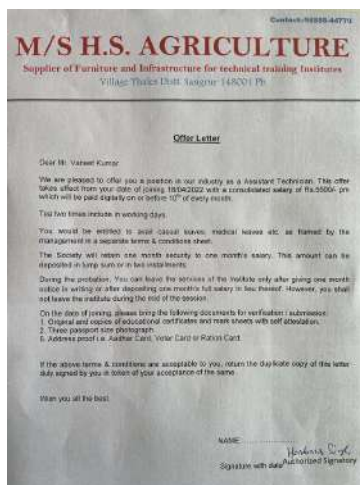 Contact:-98888-44770
M/S H.S. AGRICULTURE
Supplier of Furniture and Infrastructure for technical training Institutes
Village Thales Distt. Sangrur 148001 Pb
Offer Letter
Dear Mr. Vaneet Kumar
We are pleased to offer you a position in our industry as a Assistant Technician. This offer
takes effect from your date of joining 18/04/2022 with a consolidated salary of Rs.5500/- pm
which will be paid digitally on or before 10th of every month.
Tea two times include in working days.
You would be entitled to avail casual leaves, medical leaves etc. as framed by the
management in a separate terms & conditions sheet.
The Society will retain one month security to one month's salary. This amount can be
deposited in lump sum or in two installments.
During the probation, You can leave the services of the Institute only after giving one month
notice in writing or after depositing one month's full salary in lieu thereof. However, you shall
not leave the institute during the mid of the session.
On the date of joining, please bring the following documents for verification / submission:
1. Original and copies of educational certificates and mark sheets with self attestation.
2. Three passport size photograph.
3. Address proof i.e. Aadhar Card, Voter Card or Ration Card.
If the above terms & conditions are acceptable to you, return the duplicate copy of this letter
duly signed by you in token of your acceptance of the same.
Wish you all the best.
NAME
Signature with date Authorized Signatory